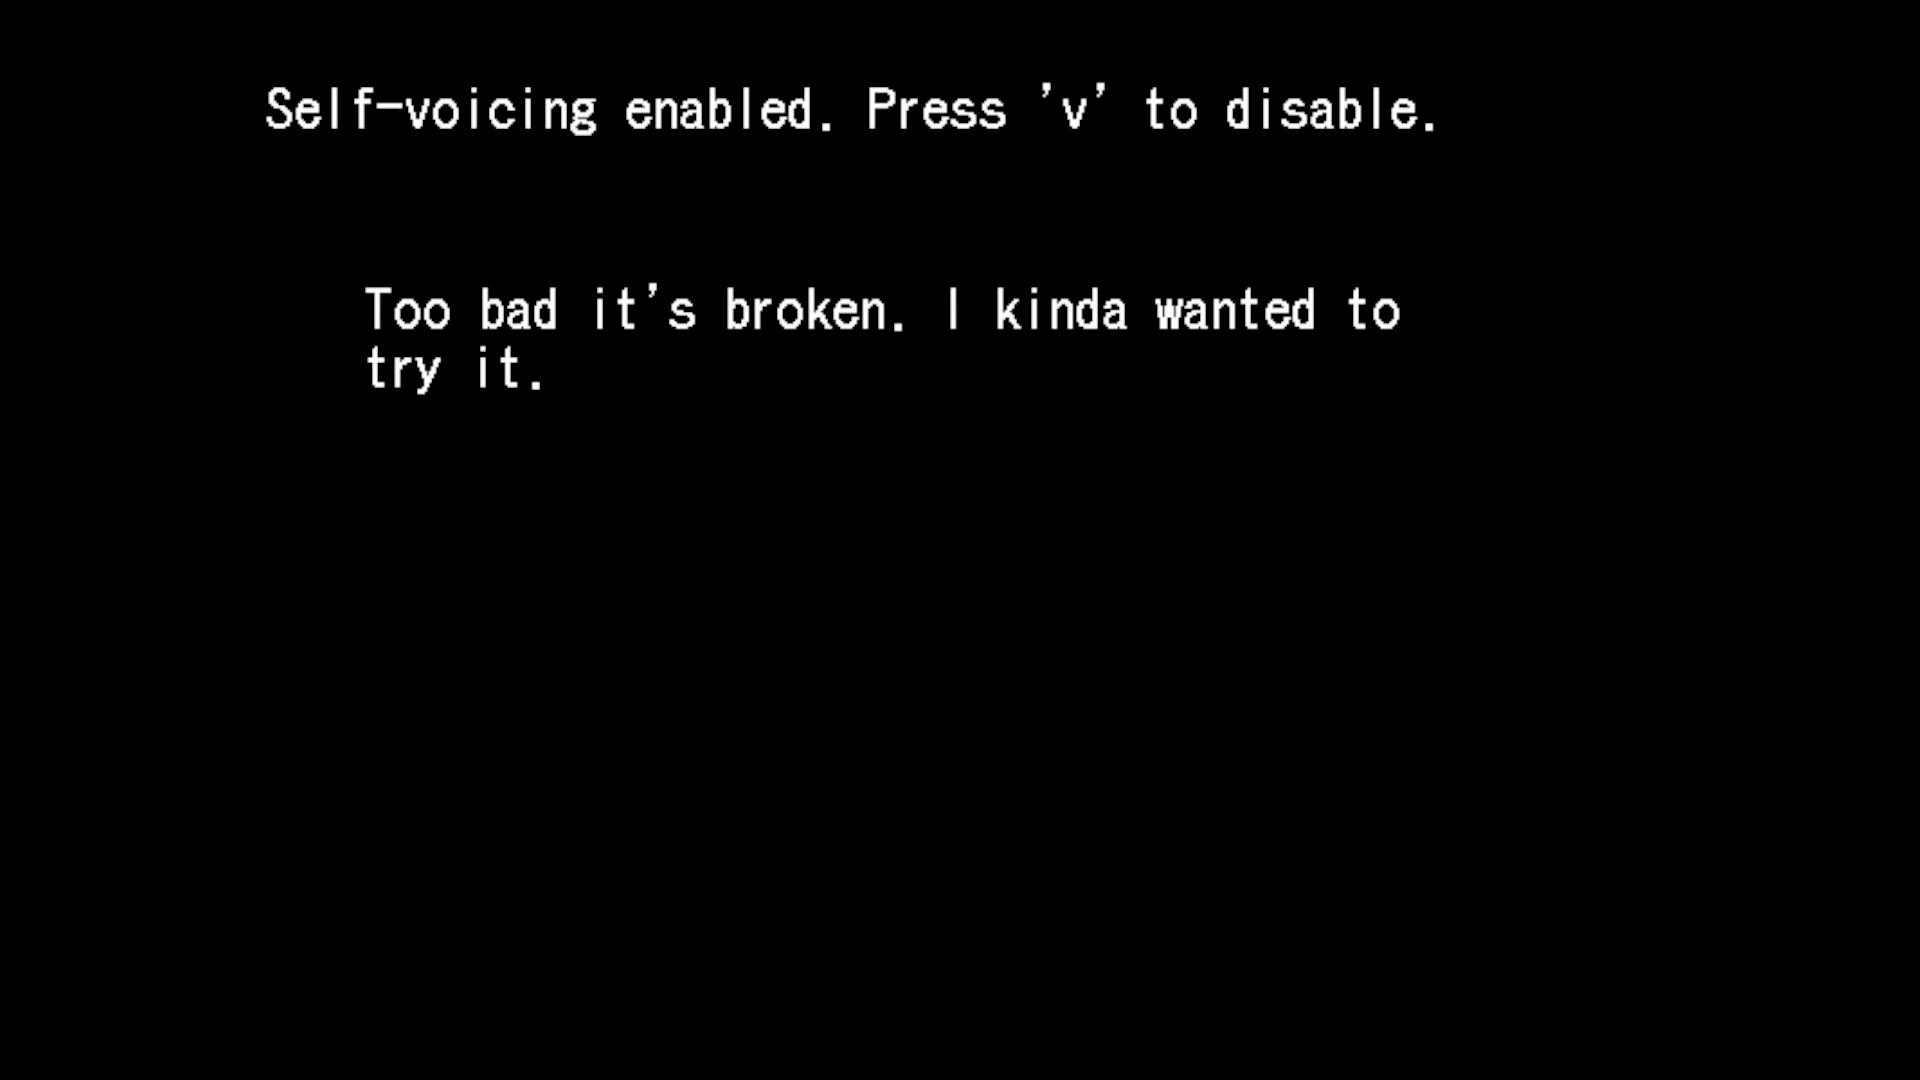 Self-voicing enabled. Press 'v' to disable.
Too bad it's broken. I kinda wanted to
try it.